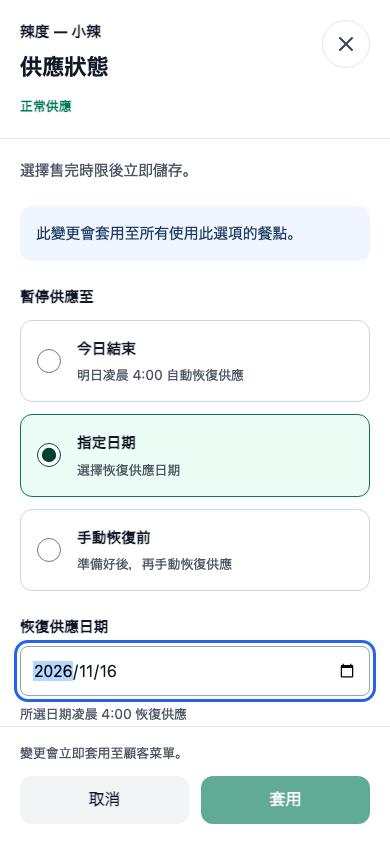 辣度 — 小辣
供應狀態
正常供應
選擇售完時限後立即儲存。
此變更會套用至所有使用此選項的餐點。
暫停供應至
今日結束
明日凌晨 4:00 自動恢復供應
指定日期
選擇恢復供應日期
手動恢復前
準備好後，再手動恢復供應
恢復供應日期
2026/11/16
所選日期凌晨 4:00 恢復供應
變更會立即套用至顧客菜單。
取消
套用